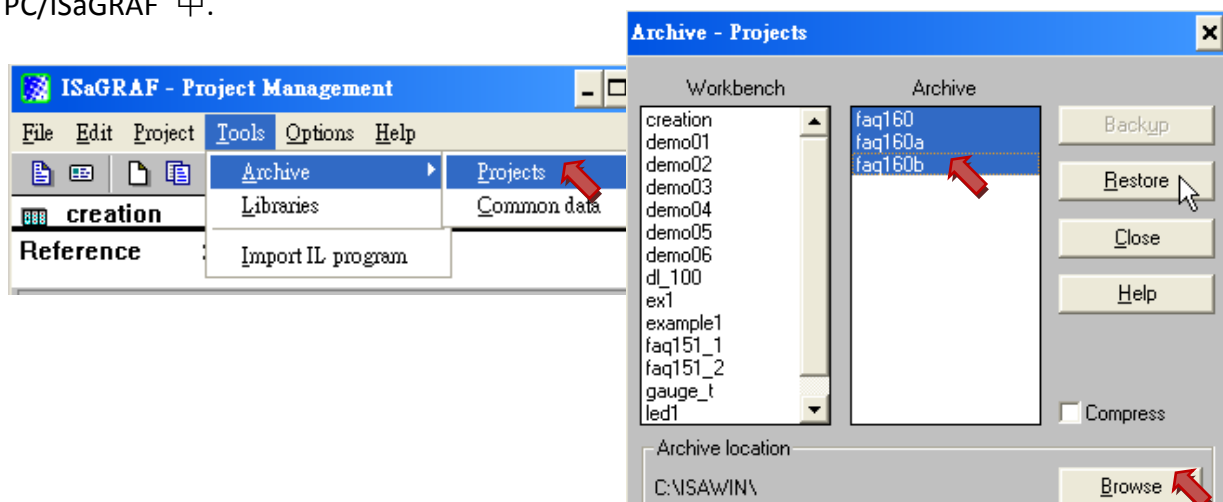 PC/ISaGRAF 中.
ISaGRAF - Project Management
File Edit Project Tools Options Help
Archive
Libraries
Import IL program
Projects
Common data
creation
Reference
Archive - Projects
Workbench
creation
demo01
demo02
demo03
demo04
demo05
demo06
dl_100
ex1
example1
faq151_1
faq151_2
gauge_t
led1
Archive
faq160
faq160a
faq160b
Backup
Restore
Close
Help
Compress
Archive location
C:\ISAWIN\
Browse